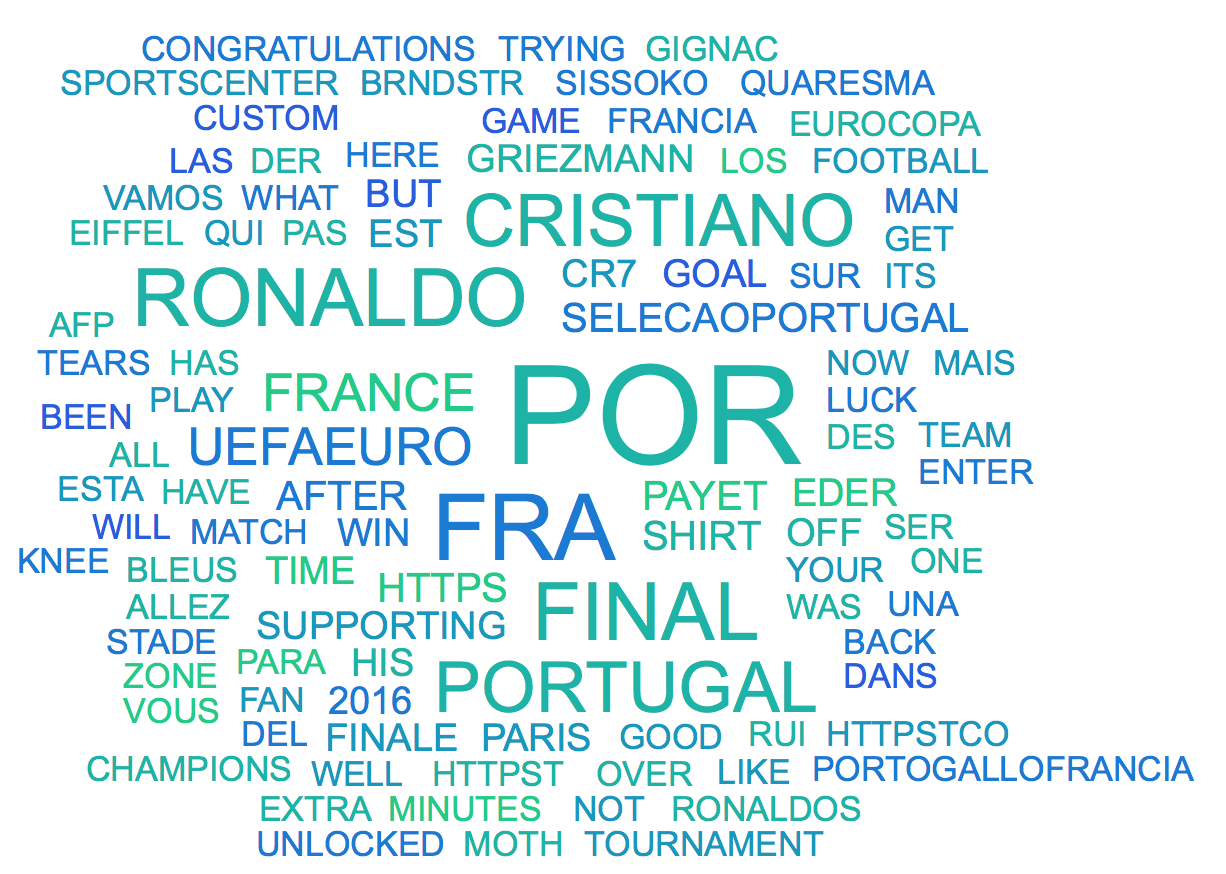 CONGRATULATIONS TRYING GIGNAC
SPORTSCENTER BRNDSTR SISSOKO QUARESMA
CUSTOM GAME FRANCIA EUROCOPA
LAS DER HERE GRIEZMANN LOS FOOTBALL
VAMOS WHAT BUT CRISTIANO MAN
EIFFEL QUI PAS EST GET
RONALDO CR7 GOAL SUR ITS
AFP SELECAOPORTUGAL
TEARS HAS NOW MAIS
BEEN PLAY FRANCE POR LUCK
ALL UEFAEURO DES TEAM
ENTER
ESTA HAVE AFTER FRA PAYET EDER
WILL MATCH WIN SHIRT OFF SER
KNEE BLEUS TIME YOUR ONE
ALLEZ HTTPS FINAL WAS UNA
STADE SUPPORTING BACK
ZONE PARA HIS PORTUGAL DANS
VOUS FAN 2016
DEL FINALE PARIS GOOD RUI HTTPSTCO
CHAMPIONS WELL HTTPST OVER LIKE PORTOGALLOFRANCIA
EXTRA MINUTES NOT RONALDOS
UNLOCKED MOTH TOURNAMENT